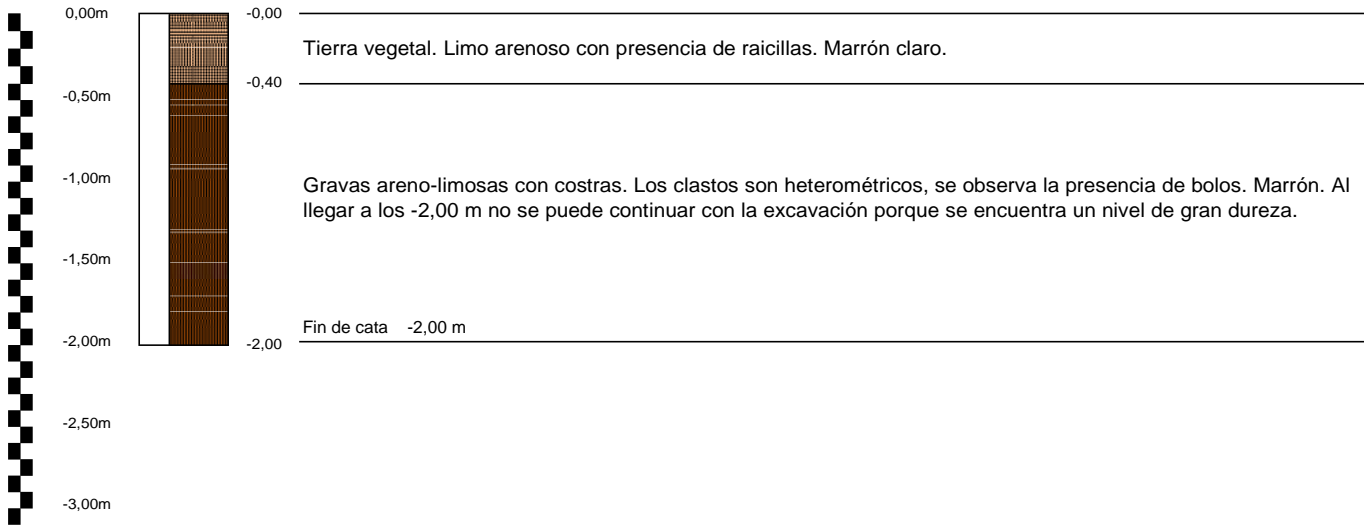 0,00m
-0,00
Tierra vegetal. Limo arenoso con presencia de raicillas. Marrón claro.
-0,40
-0,50m
-1,00m
Gravas areno-limosas con costras. Los clastos son heterométricos, se observa la presencia de bolos. Marrón. Al
llegar a los -2,00 m no se puede continuar con la excavación porque se encuentra un nivel de gran dureza.
-1,50m
Fin de cata -2,00 m
-2,00m
-2,00
-2,50m
-3,00m